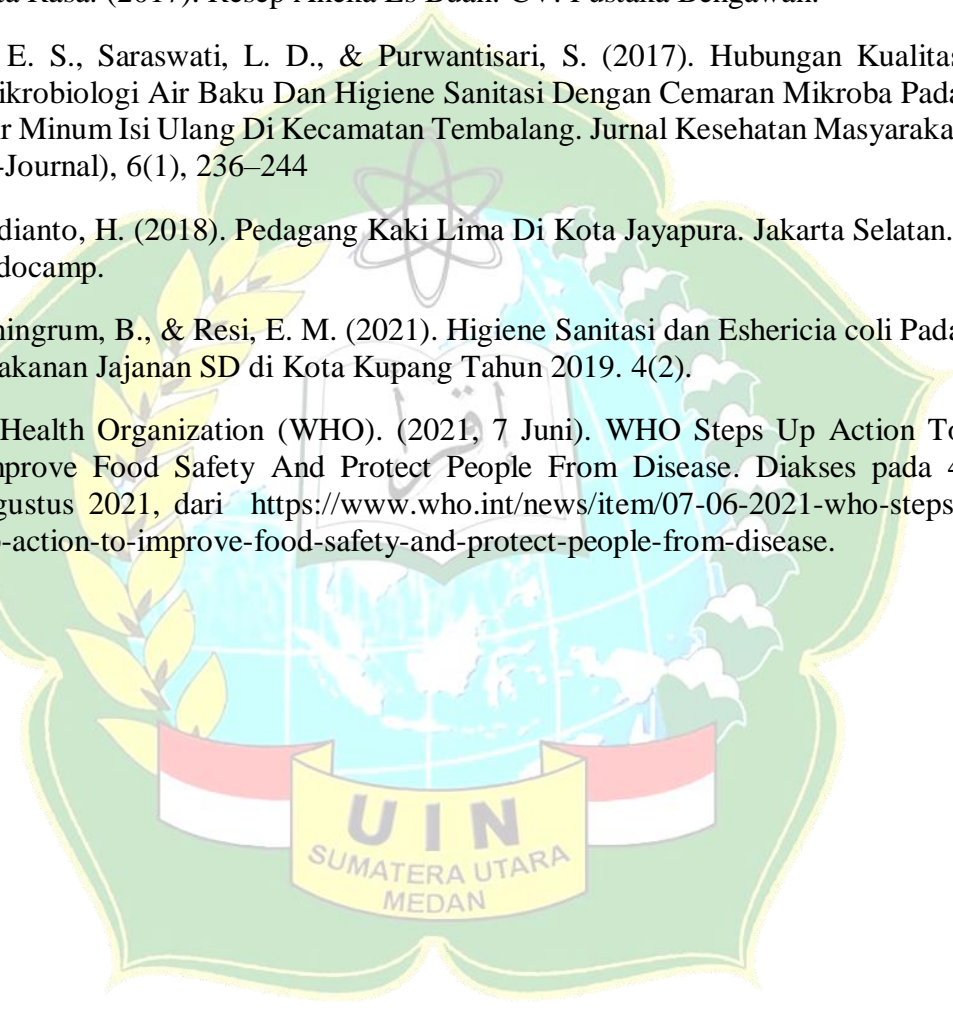 ta Rasa. (2017). Resep Aneka Es Buah. CV. Pustaka Bengawan.
E. S., Saraswati, L. D., & Purwantisari, S. (2017). Hubungan Kualitas
ikrobiologi Air Baku Dan Higiene Sanitasi Dengan Cemaran Mikroba Pada
r Minum Isi Ulang Di Kecamatan Tembalang. Jurnal Kesehatan Masyaraka
-Journal), 6(1), 236–244
dianto, H. (2018). Pedagang Kaki Lima Di Kota Jayapura. Jakarta Selatan.
docamp.
ningrum, B., & Resi, E. M. (2021). Higiene Sanitasi dan Eshericia coli Pada
akanan Jajanan SD di Kota Kupang Tahun 2019. 4(2).
Health Organization (WHO). (2021, 7 Juni). WHO Steps Up Action To
mprove Food Safety And Protect People From Disease. Diakses pada 4
gustus 2021, dari https://www.who.int/news/item/07-06-2021-who-steps-
-action-to-improve-food-safety-and-protect-people-from-disease.
اقرأ
UIN
SUMATERA UTARA
MEDAN